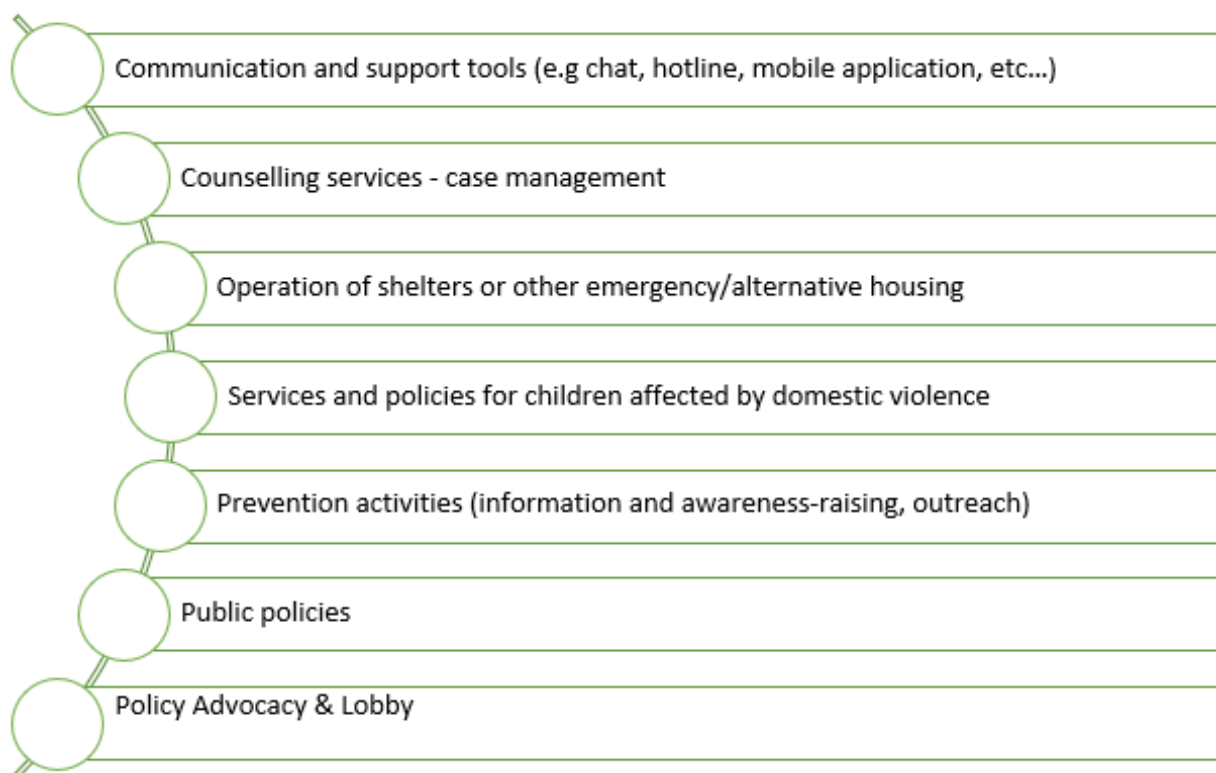 Communication and support tools (e.g chat, hotline, mobile application, etc…)
Counselling services - case management
Operation of shelters or other emergency/alternative housing
Services and policies for children affected by domestic violence
Prevention activities (information and awareness-raising, outreach)
Public policies
Policy Advocacy & Lobby